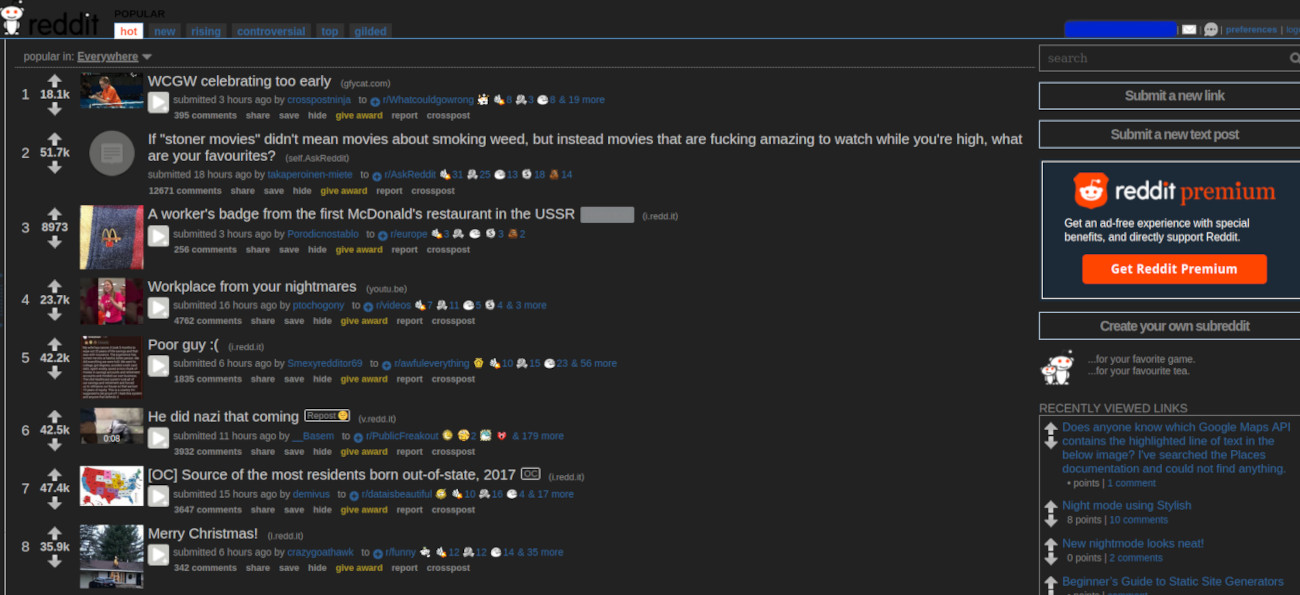 reddit POPULAR
hot new rising controversial top gilded
preferences |
popular in: Everywhere
1
18.1k
WCGW celebrating too early (gfycat.com)
submitted 3 hours ago by crosspostninja to r/Whatcouldgowrong 8 3 8 & 19 more
395 comments share save hide give award report crosspost
2
51.7k
If "stoner movies" didn't mean movies about smoking weed, but instead movies that are fucking amazing to watch while you're high, what
are your favourites? (self.AskReddit)
submitted 18 hours ago by takaperoinen-miete to r/AskReddit 31 25 13 18 14
12671 comments share save hide give award report crosspost
3
8973
A worker's badge from the first McDonald's restaurant in the USSR (i.redd.it)
submitted 3 hours ago by Porodicnostablo to r/europe 3 3 2
256 comments share save hide give award report crosspost
4
23.7k
Workplace from your nightmares (youtu.be)
submitted 16 hours ago by ptochogony to r/videos 7 11 5 4 & 3 more
4762 comments share save hide give award report crosspost
5
42.2k
Poor guy :( (i.redd.it)
submitted 6 hours ago by Smexyredditor69 to r/awfuleverything 10 15 23 & 56 more
1835 comments share save hide give award report crosspost
6
42.5k
0:08
He did nazi that coming Repost (v.redd.it)
submitted 11 hours ago by __Basem to r/PublicFreakout 2 & 179 more
3932 comments share save hide give award report crosspost
7
47.4k
[OC] Source of the most residents born out-of-state, 2017 OC (i.redd.it)
submitted 15 hours ago by dernivus to r/dataisbeautiful 10 16 4 & 17 more
3647 comments share save hide give award report crosspost
8
35.9k
Merry Christmas! (i.redd.it)
submitted 6 hours ago by crazygoathawk to r/funny 12 12 14 & 35 more
342 comments share save hide give award report crosspost
search
Submit a new link
Submit a new text post
reddit premium
Get an ad-free experience with special
benefits, and directly support Reddit.
Get Reddit Premium
Create your own subreddit
...for your favorite game.
...for your favourite tea.
RECENTLY VIEWED LINKS
Does anyone know which Google Maps API
contains the highlighted line of text in the
below image? I've searched the Places
documentation and could not find anything.
• points | 1 comment
Night mode using Stylish
8 points | 10 comments
New nightmode looks neat!
0 points | 2 comments
Beginner's Guide to Static Site Generators